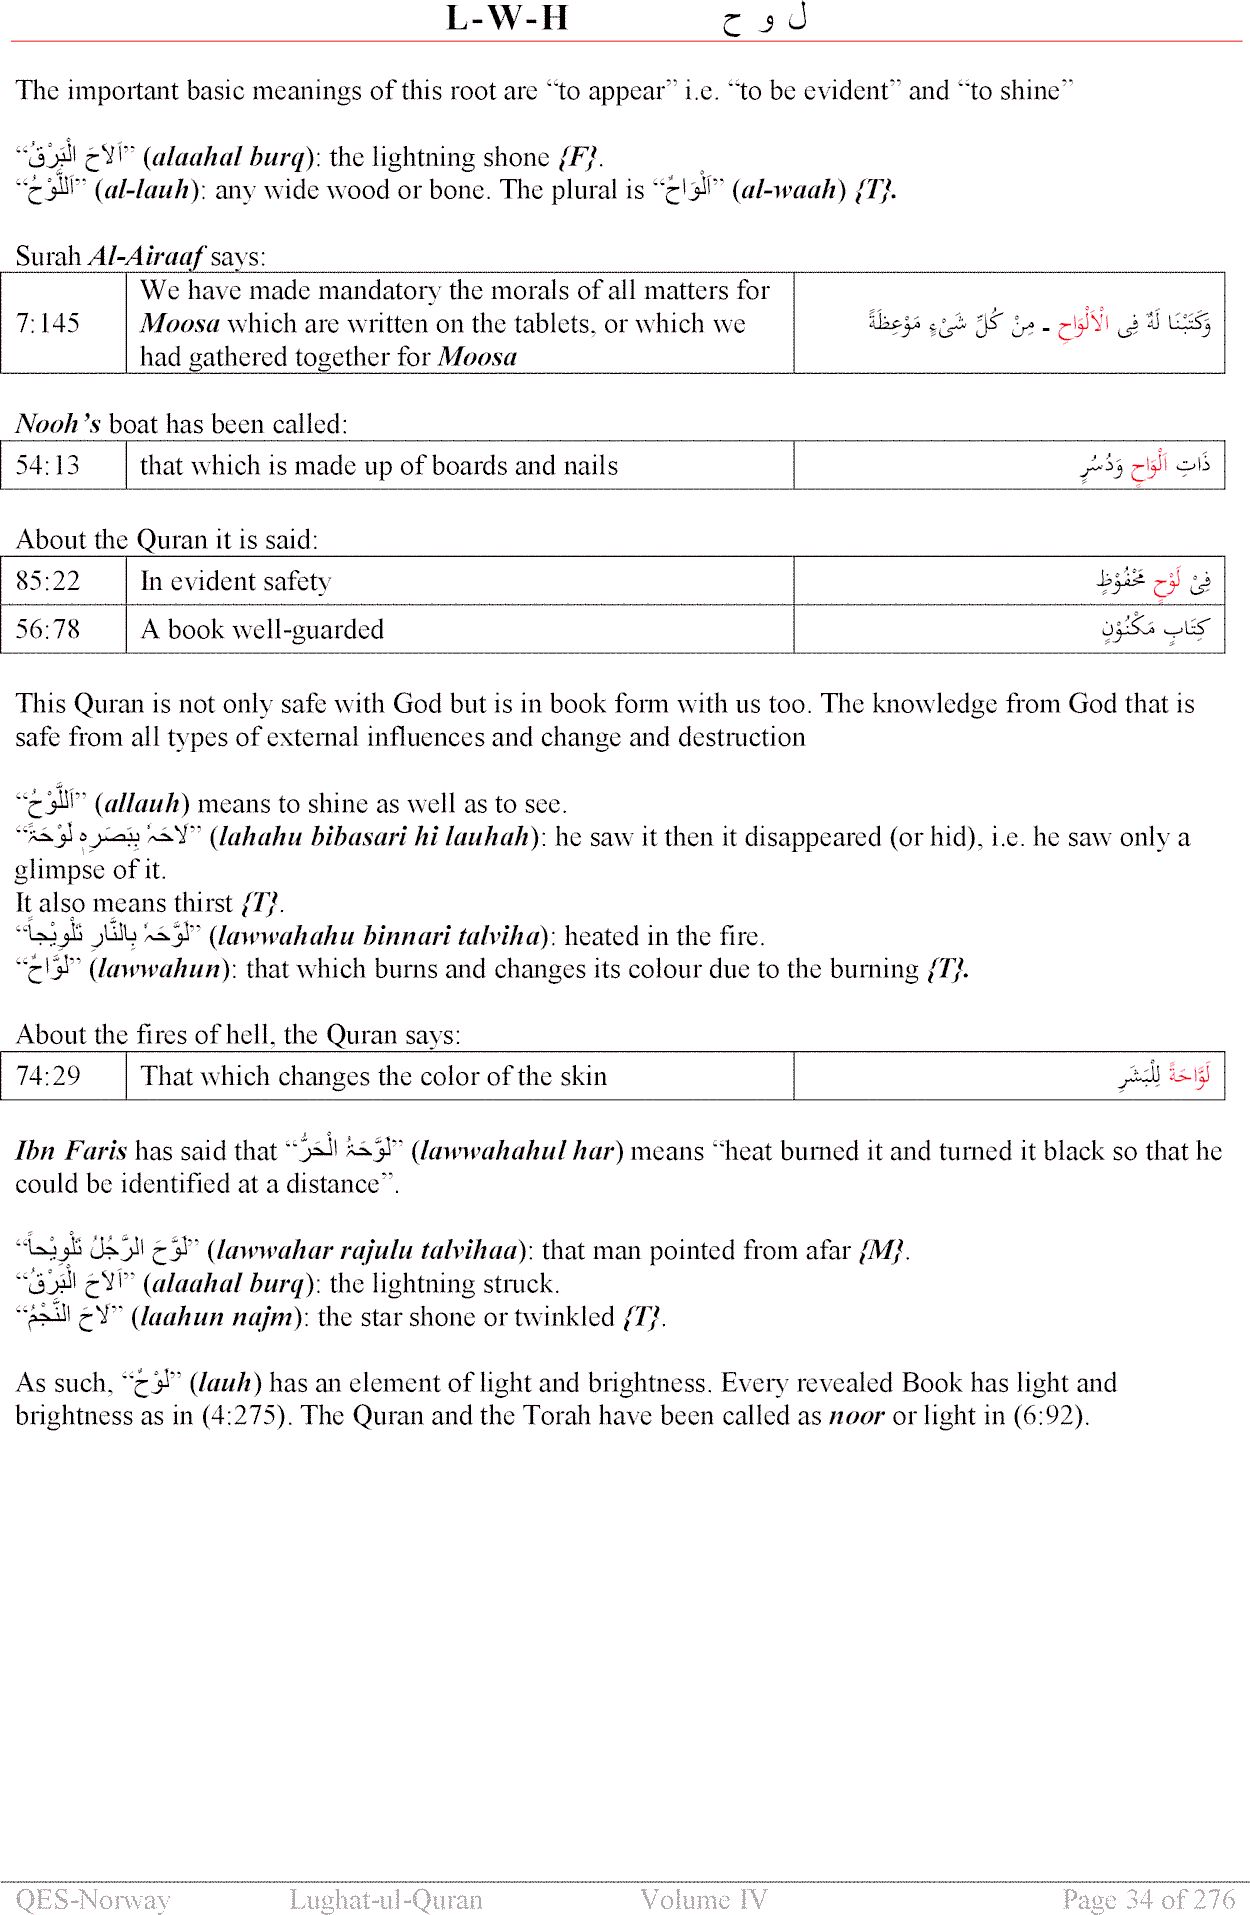 L-W-H ل و ح
The important basic meanings of this root are “to appear” i.e. “to be evident” and “to shine”
“اَلاَحَ الْبَرْقُ” (alaahal burq): the lightning shone {F}.
“اَللَّوْحُ” (al-lauh): any wide wood or bone. The plural is “اَلْوَاحٌ” (al-waah) {T}.
Surah Al-Airaaf says:
7:145 We have made mandatory the morals of all matters for
Moosa which are written on the tablets, or which we
had gathered together for Moosa
وَكَتَبْنَا لَهٗ فِى الْاَلْوَاحِ ـ مِنْ كُلِّ شَىْءٍ مَوْعِظَةً
Nooh’s boat has been called:
54:13 that which is made up of boards and nails ذَاتِ اَلْوَاحٍ وَدُسُرٍ
About the Quran it is said:
85:22 In evident safety فِىْ لَوْحٍ مَحْفُوْظٍ
56:78 A book well-guarded كِتَابٍ مَكْنُوْنٍ
This Quran is not only safe with God but is in book form with us too. The knowledge from God that is
safe from all types of external influences and change and destruction
“اَللَّوْحُ” (allauh) means to shine as well as to see.
“لَاحَہٗ بِبَصَرِہٖ لَوْحَۃً” (lahahu bibasari hi lauhah): he saw it then it disappeared (or hid), i.e. he saw only a
glimpse of it.
It also means thirst {T}.
“لَوَّحَہٗ بِالنَّارِ تَلْوِيْحاً” (lawwahahu binnari talviha): heated in the fire.
“لَوَّاحٌ” (lawwahun): that which burns and changes its colour due to the burning {T}.
About the fires of hell, the Quran says:
74:29 That which changes the color of the skin لَوَّاحَةٌ لِلْبَشَرِ
Ibn Faris has said that “لَوَّحَہُ الْحَرُّ” (lawwahahul har) means “heat burned it and turned it black so that he
could be identified at a distance”.
“لَوَّحَ الرَّجُلُ تَلْوِيْحاً” (lawwahar rajulu talvihaa): that man pointed from afar {M}.
“اَلاَحَ الْبَرْقُ” (alaahal burq): the lightning struck.
“لَاحَ النَّجْمُ” (laahun najm): the star shone or twinkled {T}.
As such, “لَوْحٌ” (lauh) has an element of light and brightness. Every revealed Book has light and
brightness as in (4:275). The Quran and the Torah have been called as noor or light in (6:92).
QES-Norway Lughat-ul-Quran Volume IV Page 34 of 276